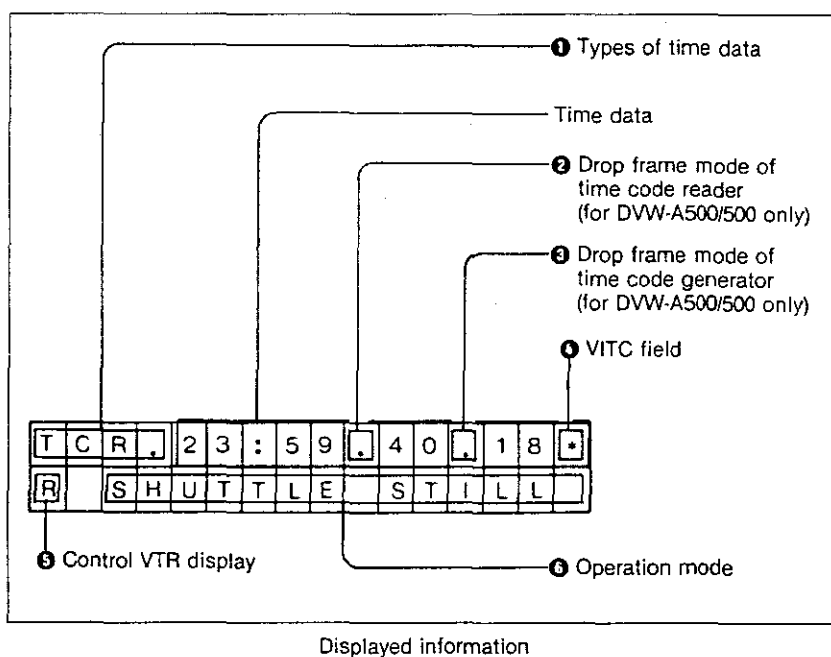 ❶ Types of time data
Time data
❷ Drop frame mode of
time code reader
(for DVW-A500/500 only)
❸ Drop frame mode of
time code generator
(for DVW-A500/500 only)
❹ VITC field
T C R . 2 3 : 5 9 . 4 0 . 1 8 *
R S H U T T L E S T I L L
❺ Control VTR display
❻ Operation mode
Displayed information